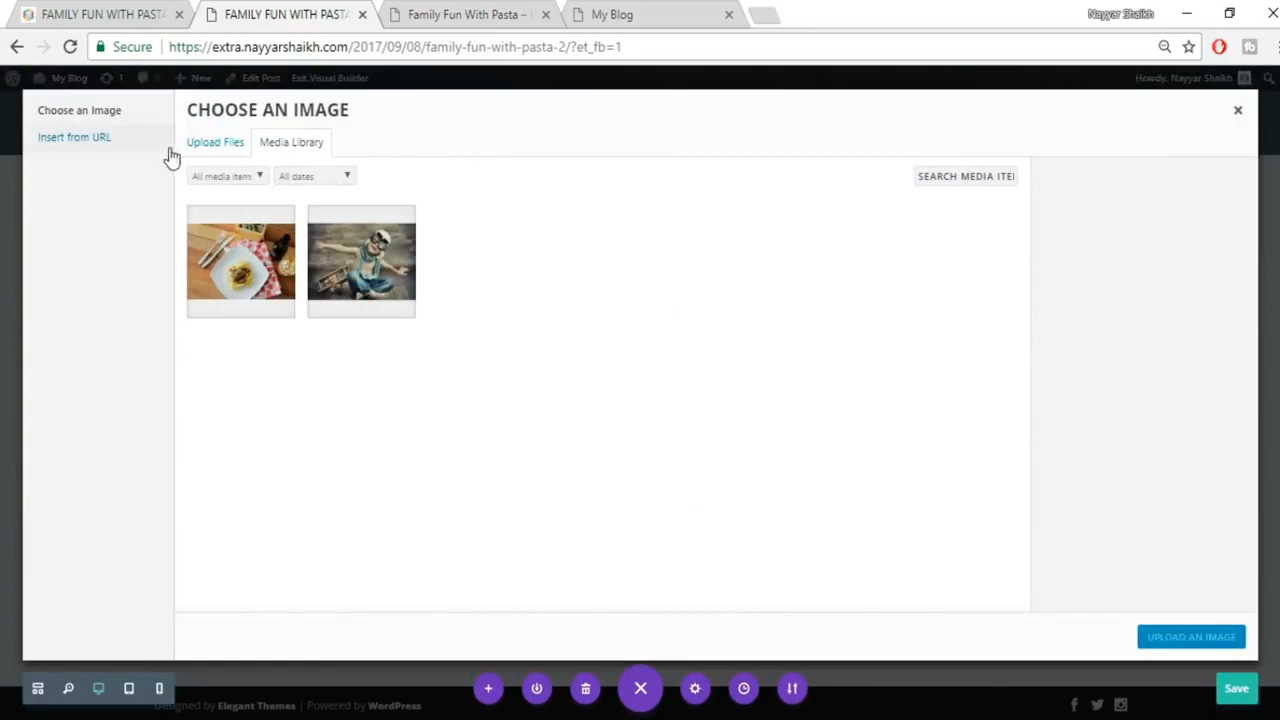 FAMILY FUN WITH PASTA
FAMILY FUN WITH PASTA
Family Fun With Pasta –
My Blog
Nayyar Shaikh
Secure
https://extra.nayyarshaikh.com/2017/09/08/family-fun-with-pasta-2/?et_fb=1
My Blog
1
New
Edit Post
Exit Visual Builder
Howdy, Nayyar Shaikh
Choose an Image
Insert from URL
CHOOSE AN IMAGE
Upload Files
Media Library
All media item
All dates
SEARCH MEDIA ITE
UPLOAD AN IMAGE
Save
Designed by Elegant Themes | Powered by WordPress